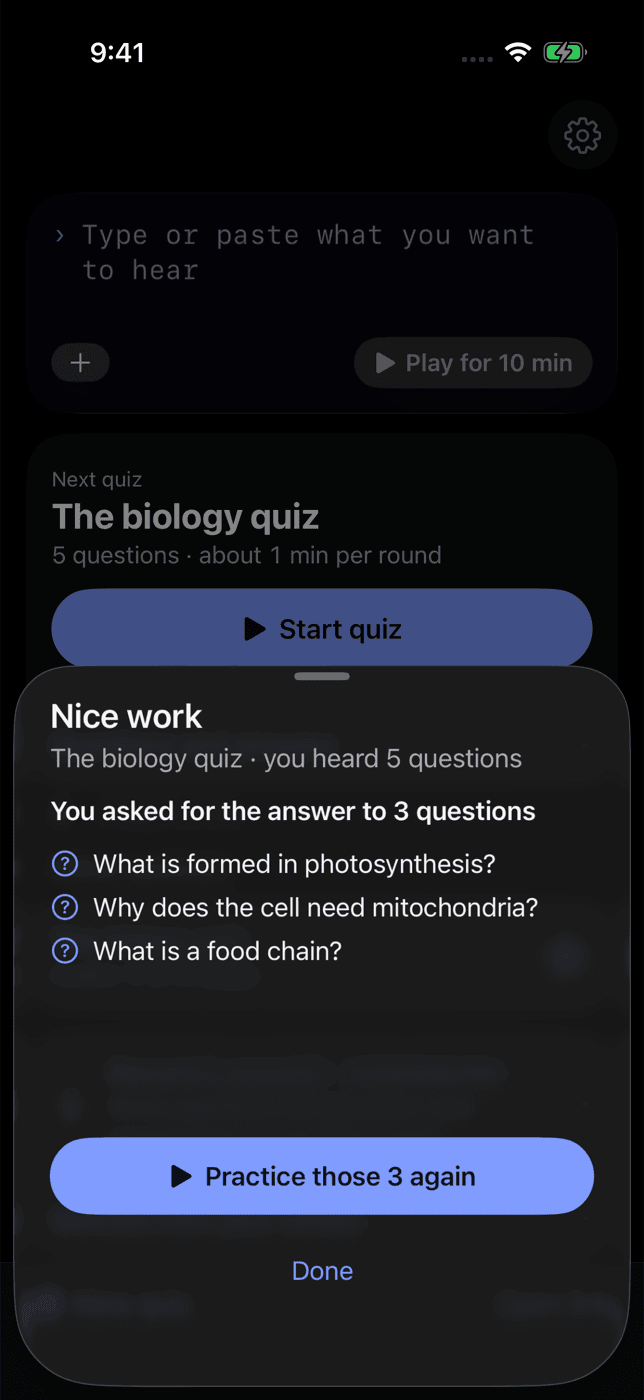 9:41
› Type or paste what you want
to hear
Play for 10 min
Next quiz
The biology quiz
5 questions · about 1 min per round
Start quiz
Nice work
The biology quiz · you heard 5 questions
You asked for the answer to 3 questions
What is formed in photosynthesis?
Why does the cell need mitochondria?
What is a food chain?
Practice those 3 again
Done